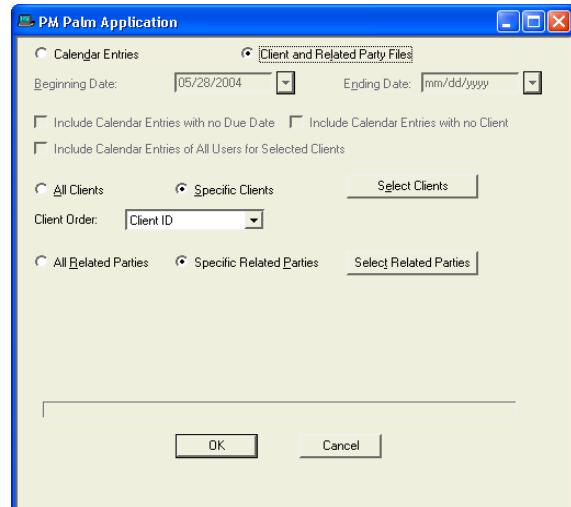 PM Palm Application
Calendar Entries Client and Related Party Files
Beginning Date: 05/28/2004 Ending Date: mm/dd/yyyy
Include Calendar Entries with no Due Date Include Calendar Entries with no Client
Include Calendar Entries of All Users for Selected Clients
All Clients Specific Clients Select Clients
Client Order: Client ID
All Related Parties Specific Related Parties Select Related Parties
OK Cancel